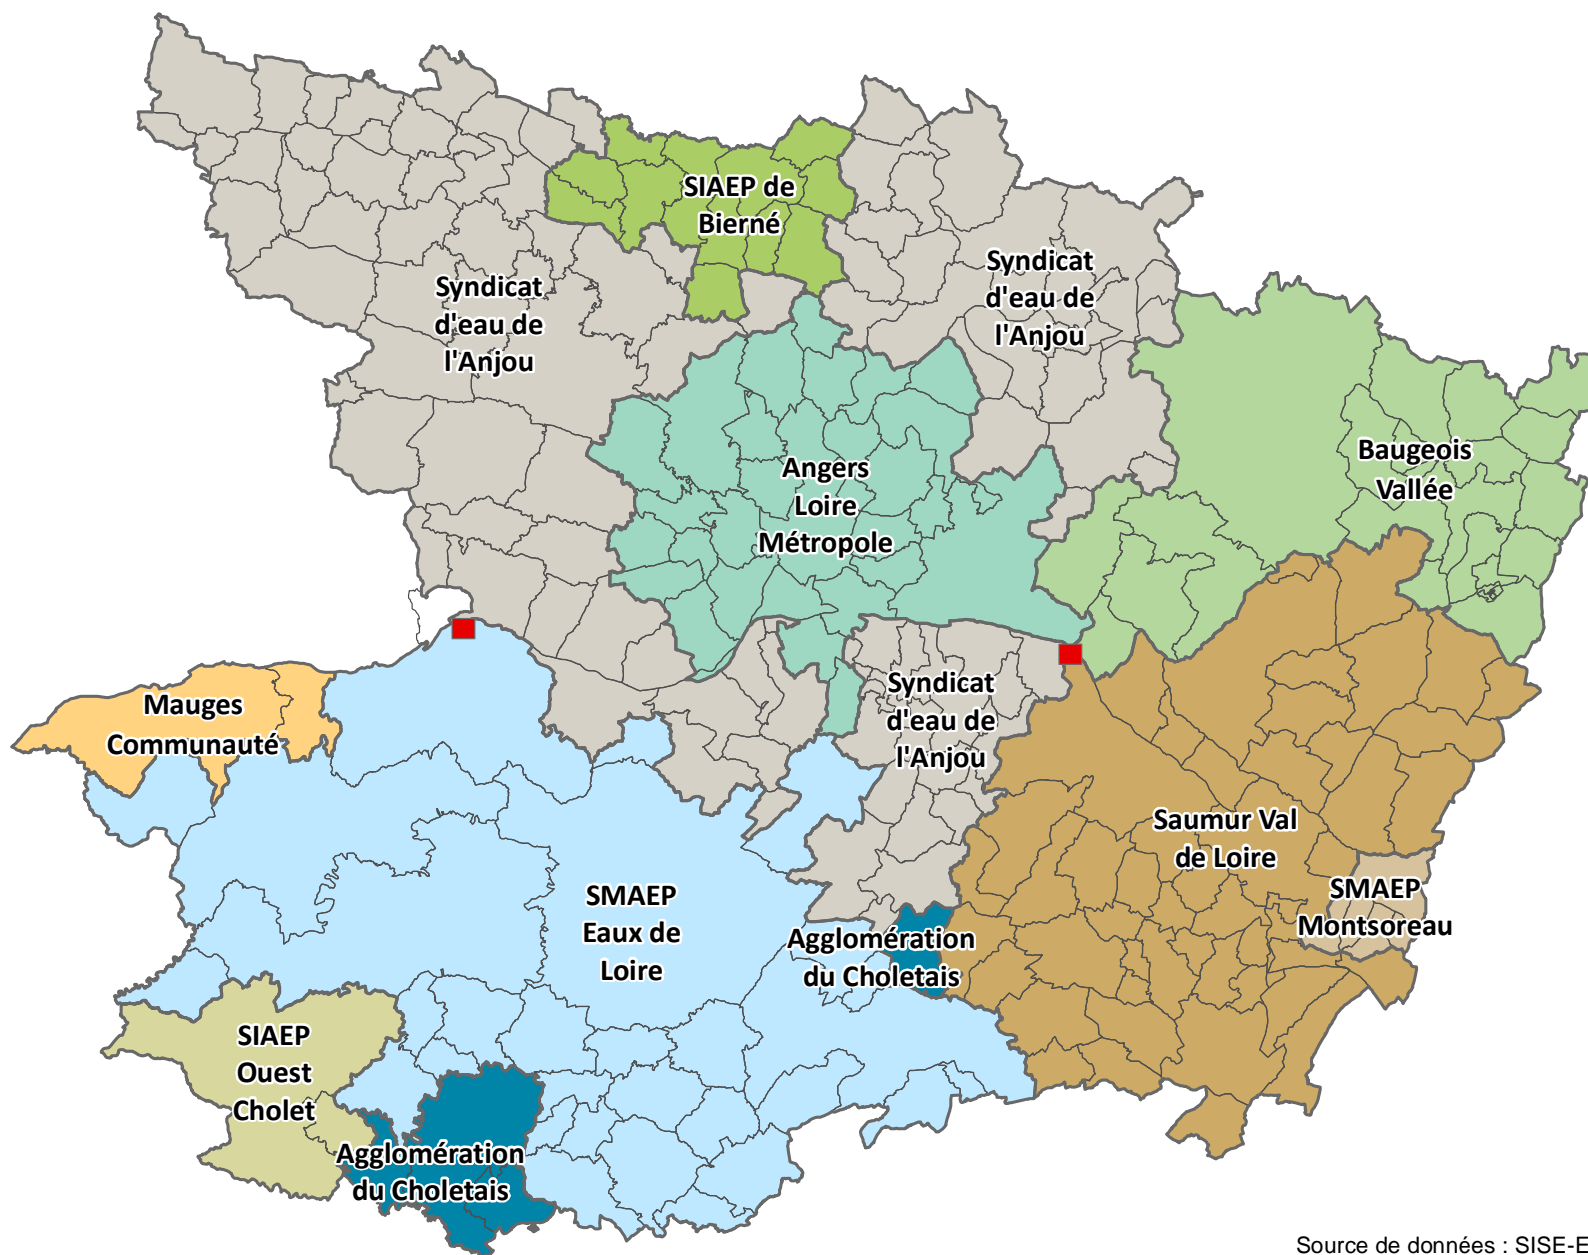 SIAEP de
Bierné
Syndicat
d'eau de
l'Anjou
Syndicat
d'eau de
l'Anjou
Baugeois
Vallée
Angers
Loire
Métropole
Mauges
Communauté
Syndicat
d'eau de
l'Anjou
Saumur Val
de Loire
SMAEP
Montsoreau
SMAEP
Eaux de
Loire
Agglomération
du Choletais
SIAEP
Ouest
Cholet
Agglomération
du Choletais
Source de données : SISE-E